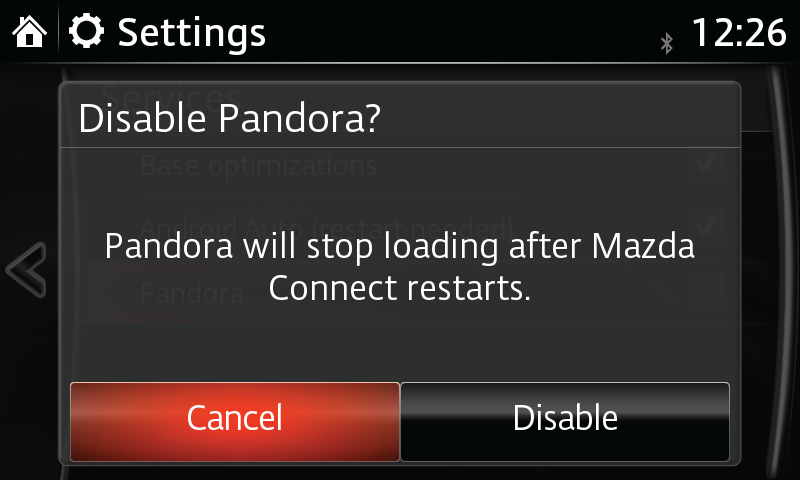 Settings
12:26
Services
Disable Pandora?
Base optimizations
Android Auto (restart needed)
Pandora will stop loading after Mazda
Connect restarts.
Pandora
Cancel
Disable